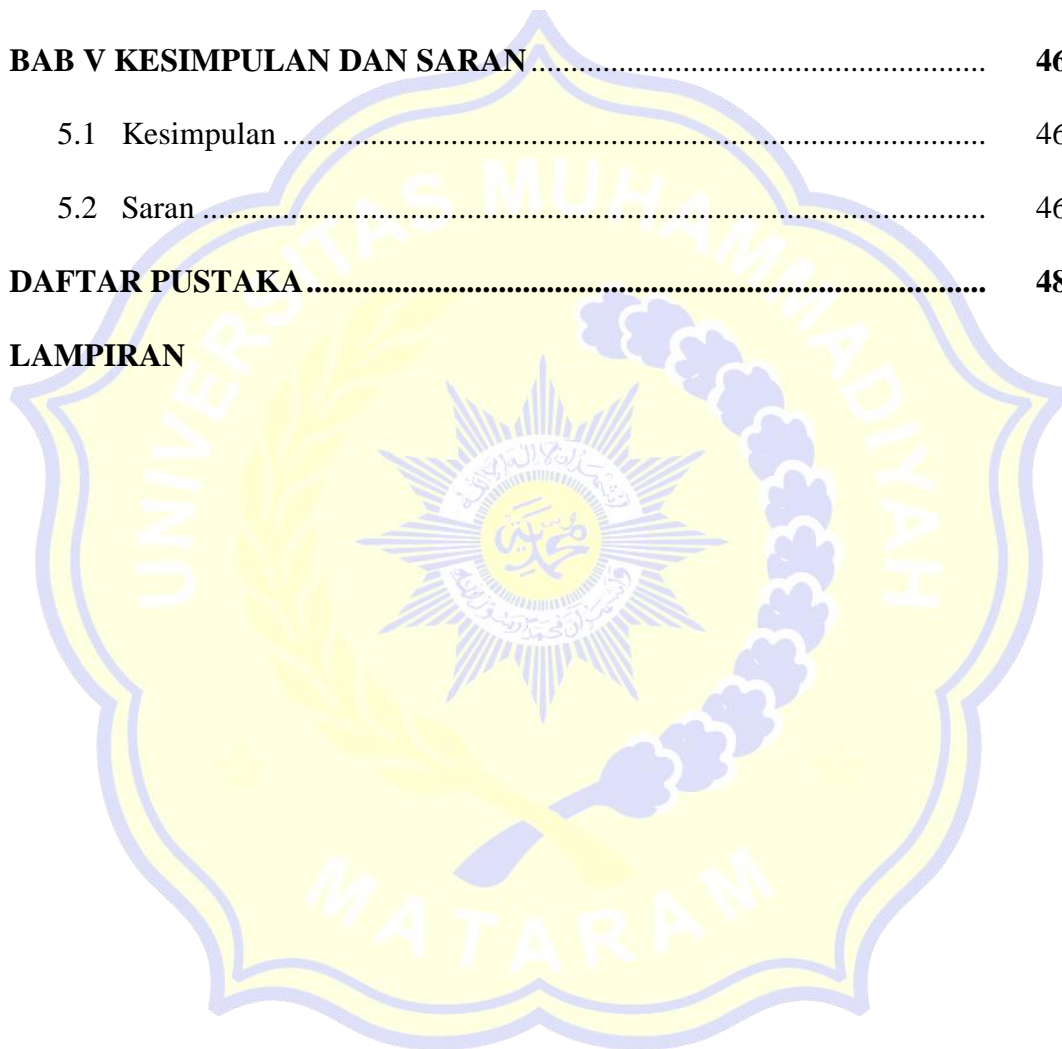 BAB V KESIMPULAN DAN SARAN ........................................................ 46
5.1 Kesimpulan ..................................................................................... 46
5.2 Saran ............................................................................................... 46
DAFTAR PUSTAKA ................................................................................. 48
LAMPIRAN
UNIVERSITAS MUHAMMADIYAH
MATARAM